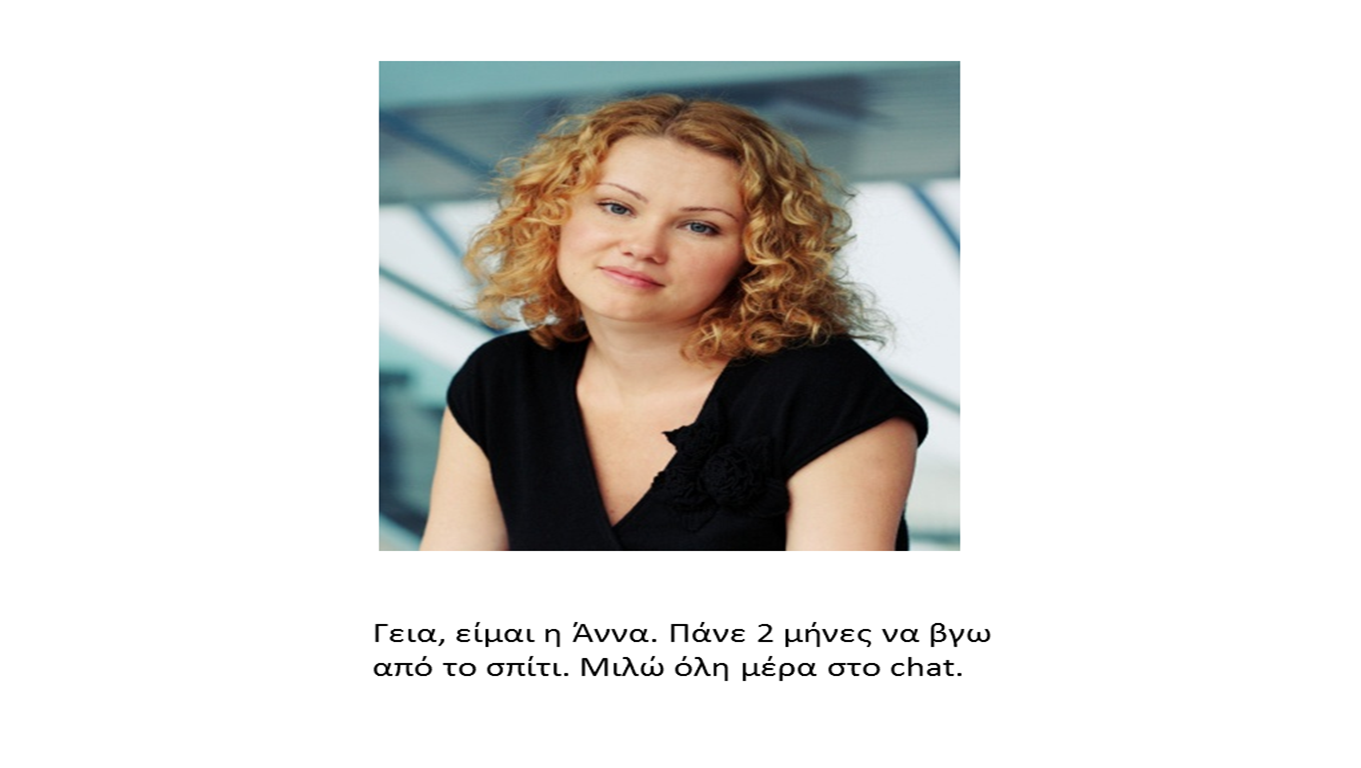 Γεια, είμαι η Άννα. Πάνε 2 μήνες να βγω
από το σπίτι. Μιλώ όλη μέρα στο chat.